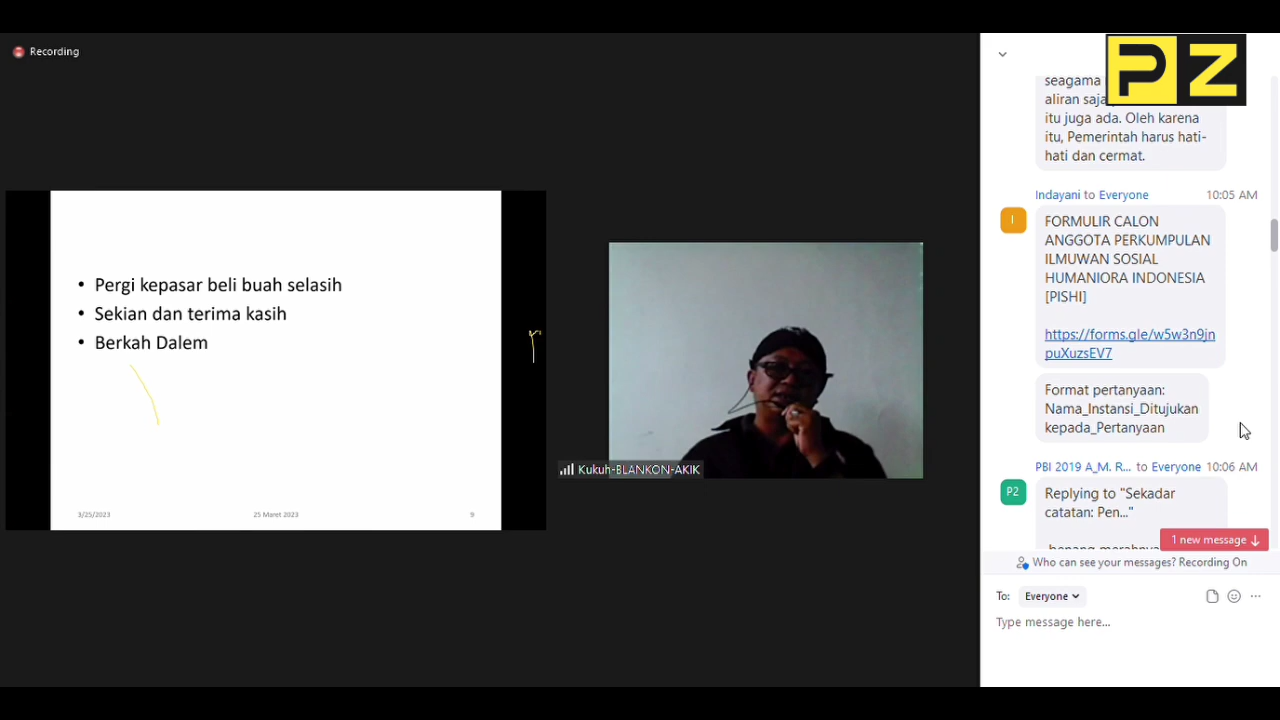 Recording
PZ
seagama
aliran saja
itu juga ada. Oleh karena
itu, Pemerintah harus hati-
hati dan cermat.
Indayani to Everyone 10:05 AM
I
FORMULIR CALON
ANGGOTA PERKUMPULAN
ILMUWAN SOSIAL
HUMANIORA INDONESIA
[PISHI]
https://forms.gle/w5w3n9jn
puXuzsEV7
Format pertanyaan:
Nama_Instansi_Ditujukan
kepada_Pertanyaan
PBI 2019 A_M. R... to Everyone 10:06 AM
P2
Replying to "Sekadar
catatan: Pen..."
benang merahnya
1 new message ↓
Who can see your messages? Recording On
To: Everyone
Type message here...
• Pergi kepasar beli buah selasih
• Sekian dan terima kasih
• Berkah Dalem
3/25/2023 25 Maret 2023 9
Kukuh-BLANKON-AKIK